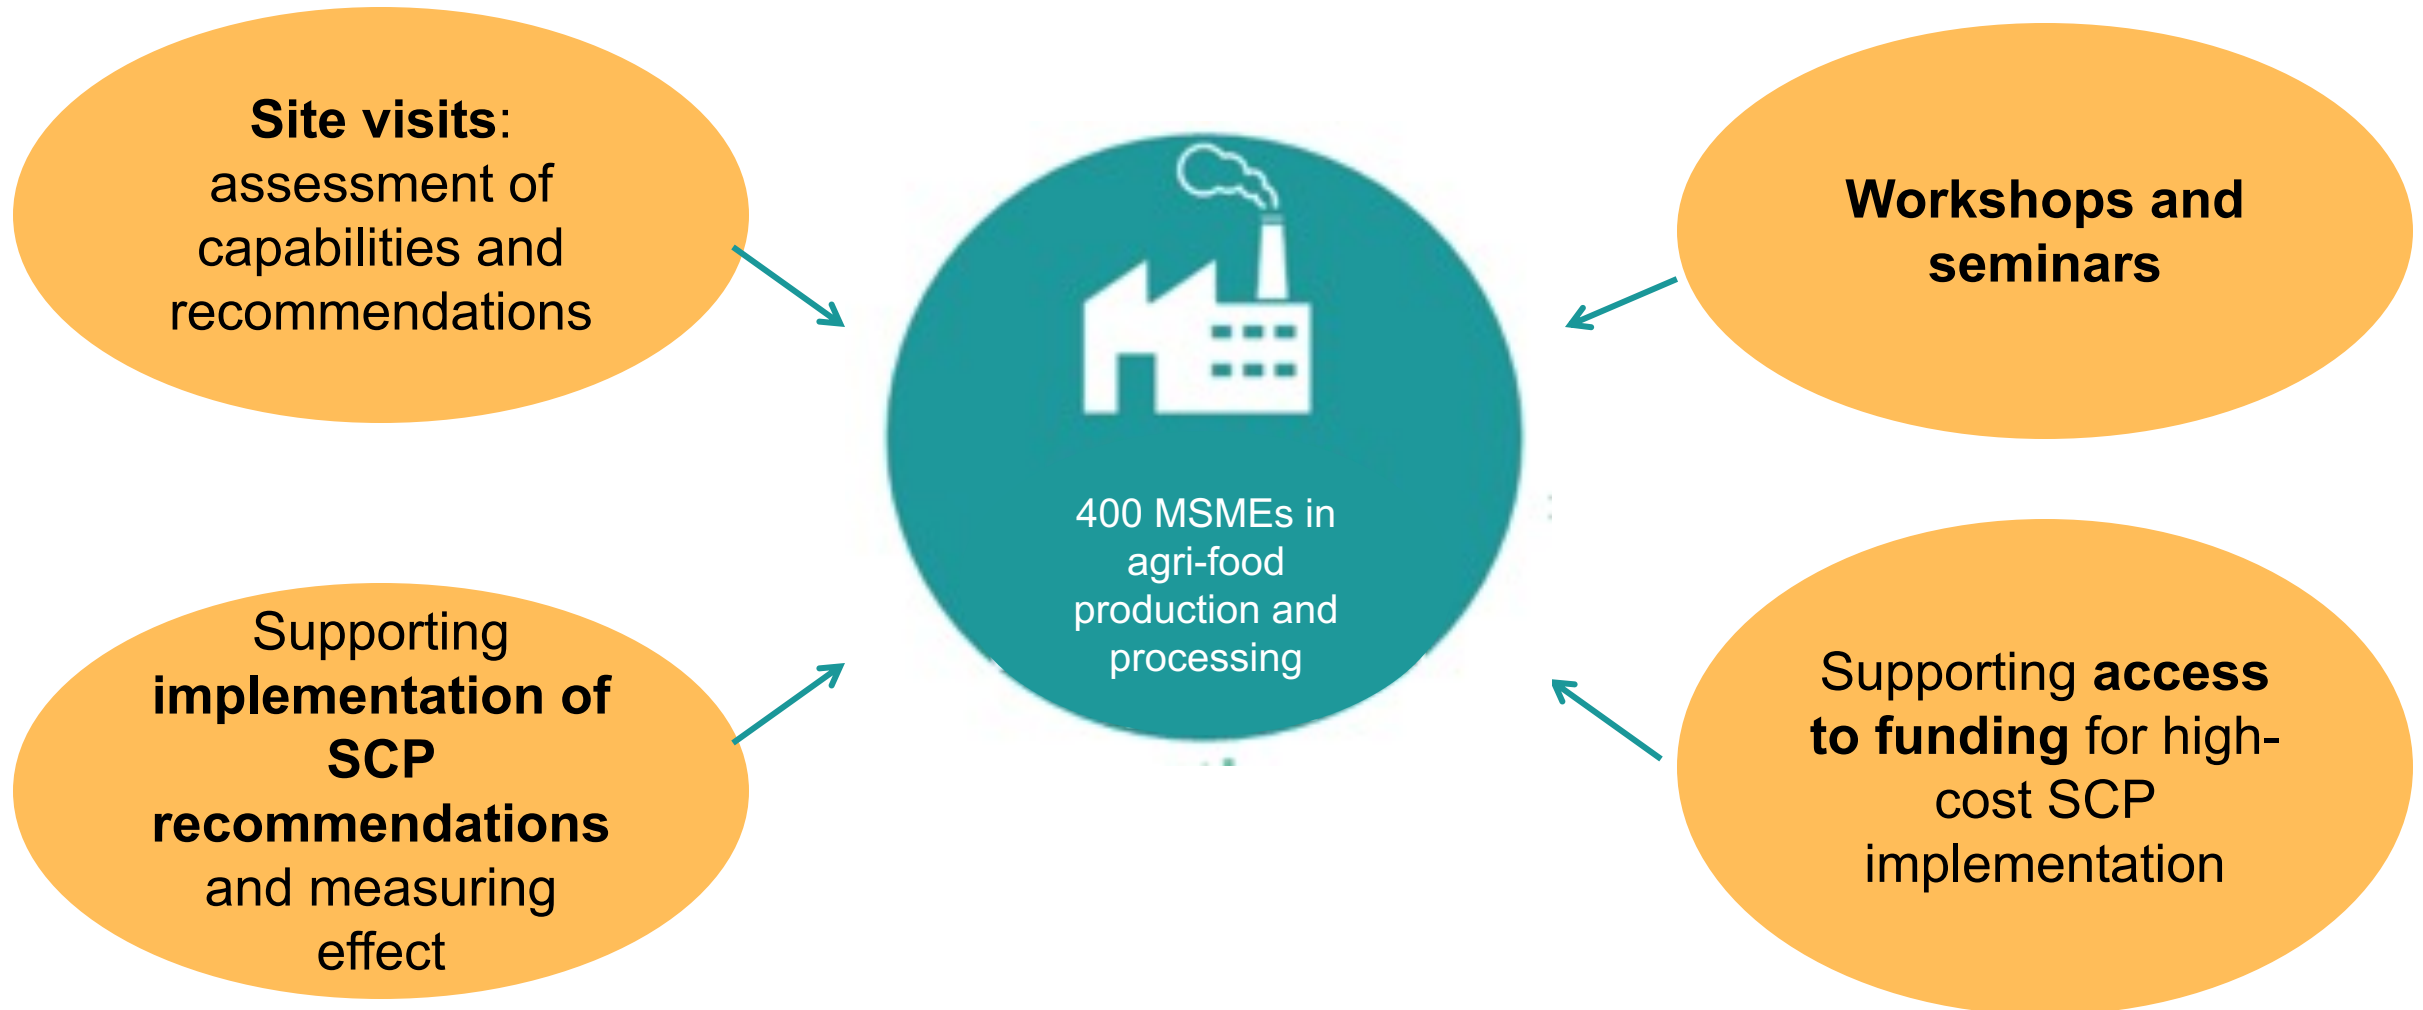 Site visits:
assessment of
capabilities and
recommendations
Workshops and
seminars
400 MSMEs in
agri-food
production and
processing
Supporting
implementation of
SCP
recommendations
and measuring
effect
Supporting access
to funding for high-
cost SCP
implementation